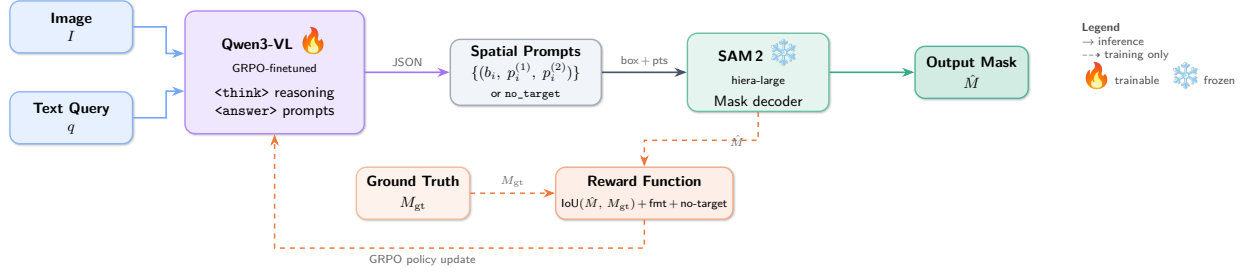 Image
I
Text Query
q
Qwen3-VL
GRPO-finetuned
<think> reasoning
<answer> prompts
JSON
Spatial Prompts
{(b_i, p_i^{(1)}, p_i^{(2)})}
or no_target
box + pts
SAM 2
hiera-large
Mask decoder
Output Mask
M̂
Legend
→ inference
⇢ training only
trainable
frozen
M̂
Ground Truth
M_gt
M_gt
Reward Function
IoU(M̂, M_gt) + fmt + no-target
GRPO policy update